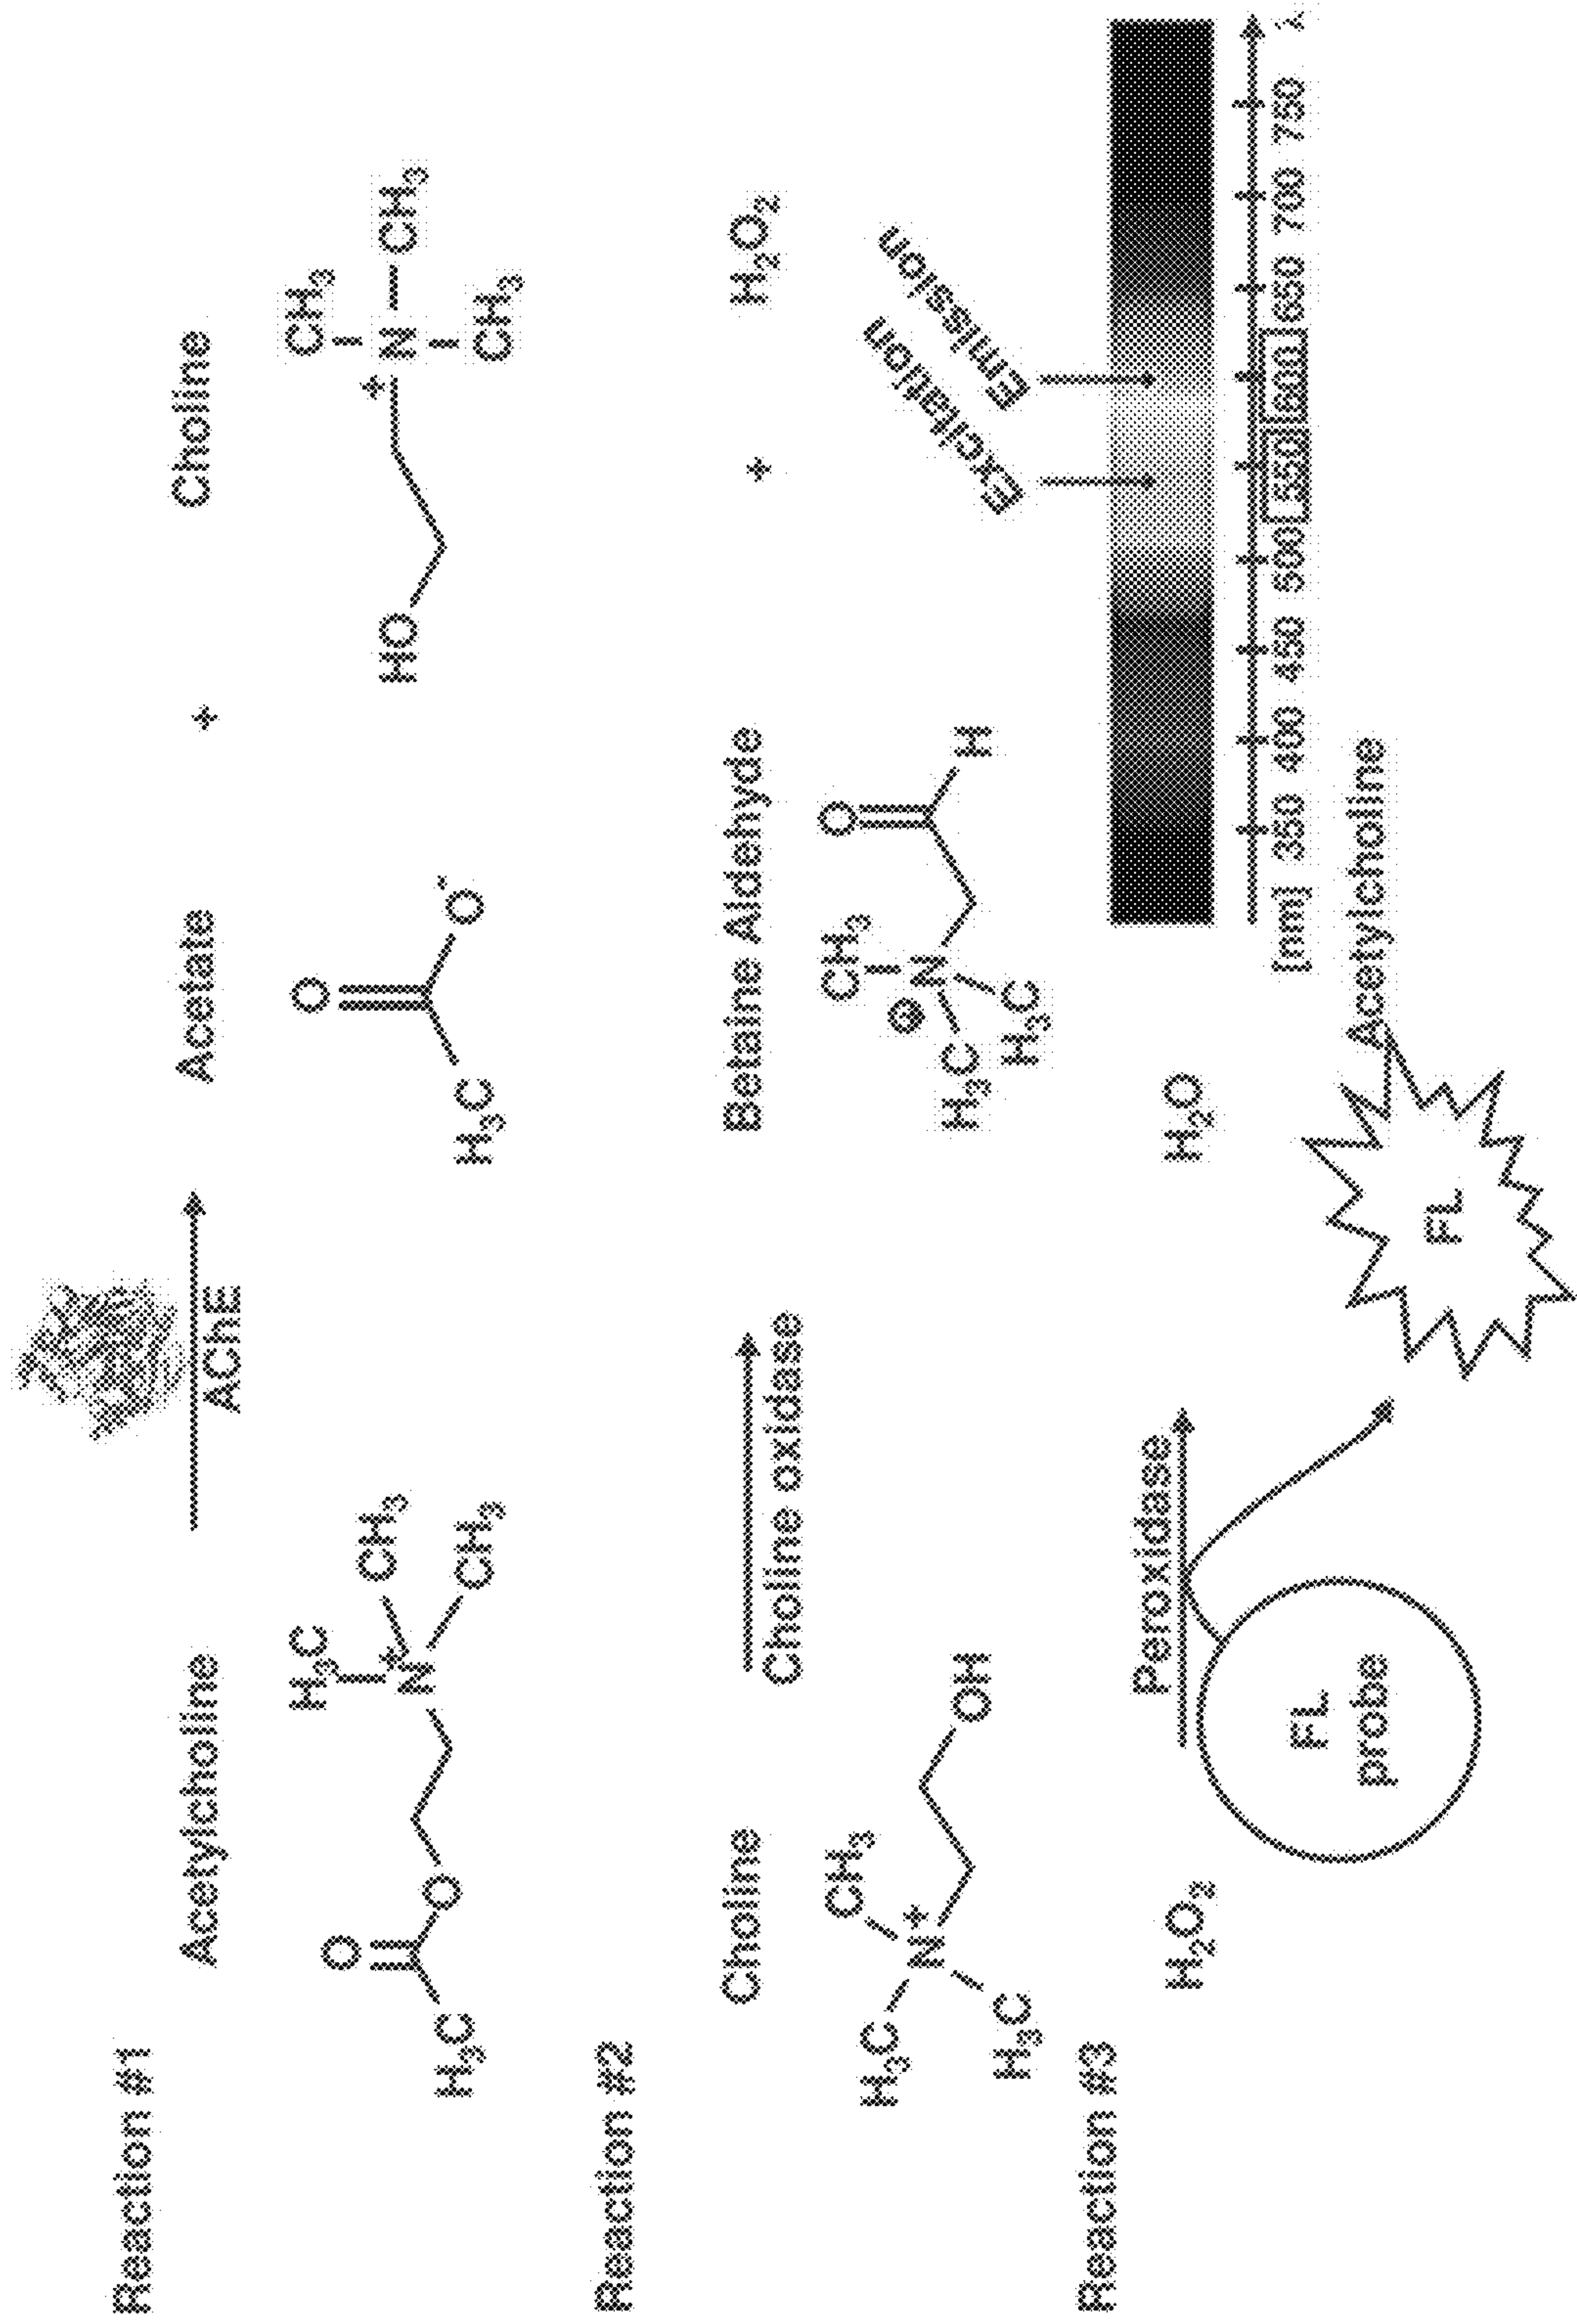 Reaction #1
Acetylcholine
AChE
Acetate + Choline
H₃C
O
O
H₃C
N
+
CH₃
CH₃
H₃C
O
O⁻
HO
+
N
CH₃
CH₃
CH₃
Reaction #2
Choline
Choline oxidase
Betaine Aldehyde + H₂O₂
H₃C
H₃C
CH₃
N
+
OH
H₃C
H₃C
CH₃
N
+
O
H
Reaction #3
H₂O₂
Peroxidase
H₂O
FL
probe
FL
Acetylcholine
Excitation
Emission
[nm] 350 400 450 500 550 600 650 700 750 λ